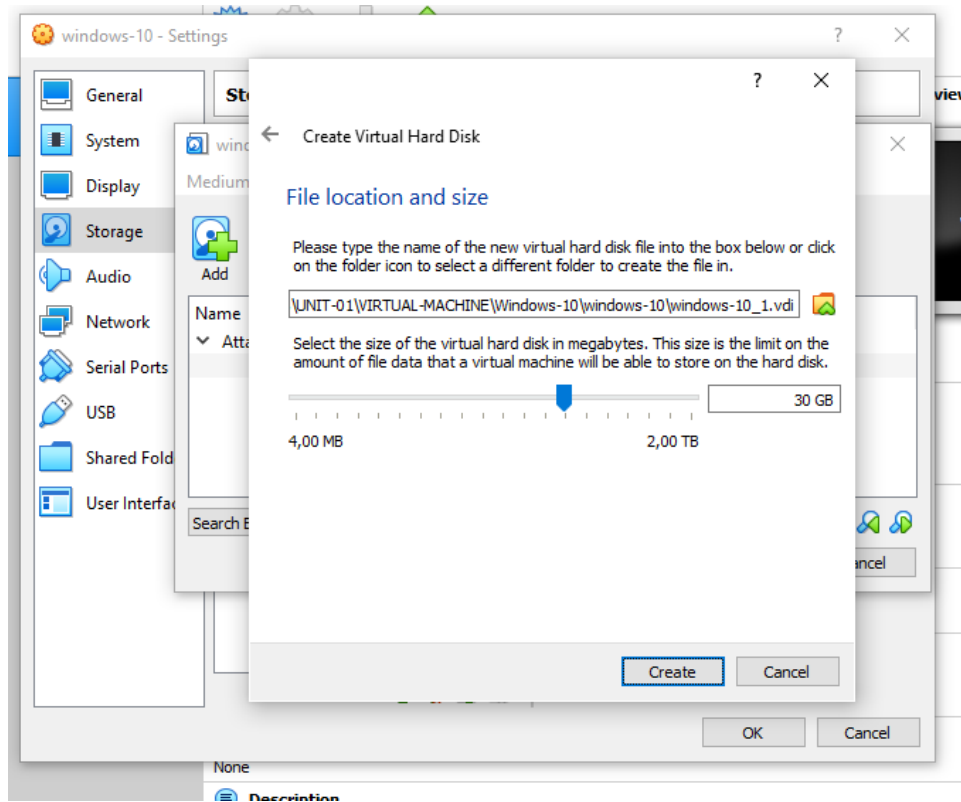 windows-10 - Settings
?
General
System
Display
Storage
Audio
Network
Serial Ports
USB
Shared Fold
User Interfac
Medium
Add
Name
Search E
?
Create Virtual Hard Disk
File location and size
Please type the name of the new virtual hard disk file into the box below or click
on the folder icon to select a different folder to create the file in.
\UNIT-01\VIRTUAL-MACHINE\Windows-10\windows-10\windows-10_1.vdi
Select the size of the virtual hard disk in megabytes. This size is the limit on the
amount of file data that a virtual machine will be able to store on the hard disk.
30 GB
4,00 MB 2,00 TB
Create Cancel
ancel
OK Cancel
None
Description